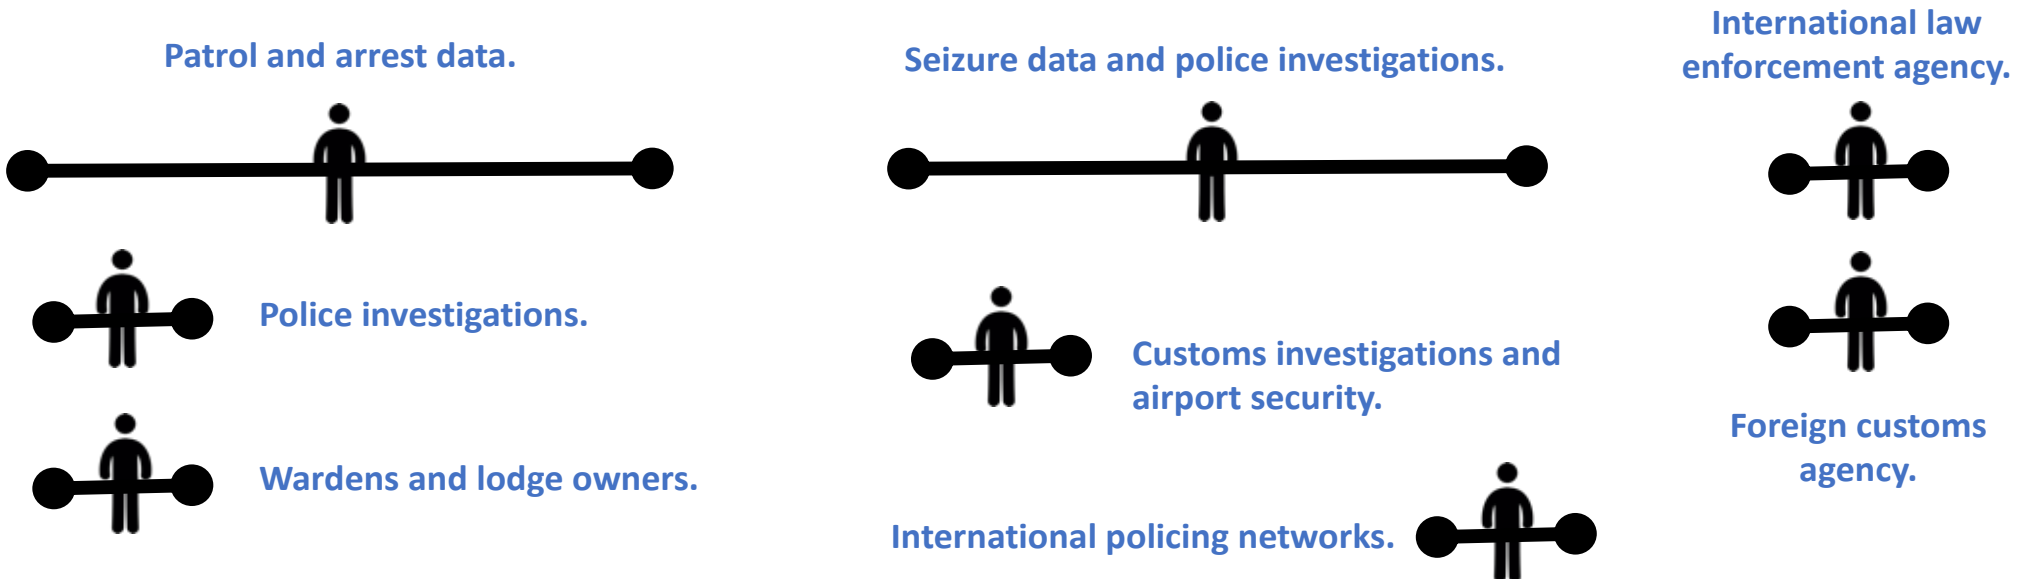 Patrol and arrest data.
Police investigations.
Wardens and lodge owners.
Seizure data and police investigations.
Customs investigations and
airport security.
International policing networks.
International law
enforcement agency.
Foreign customs
agency.